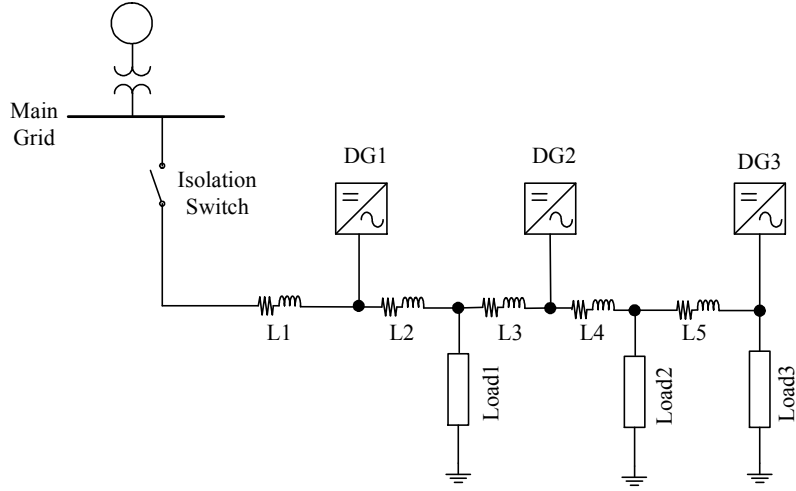 Main
Grid
Isolation
Switch
DG1
DG2
DG3
L1
L2
L3
L4
L5
Load1
Load2
Load3